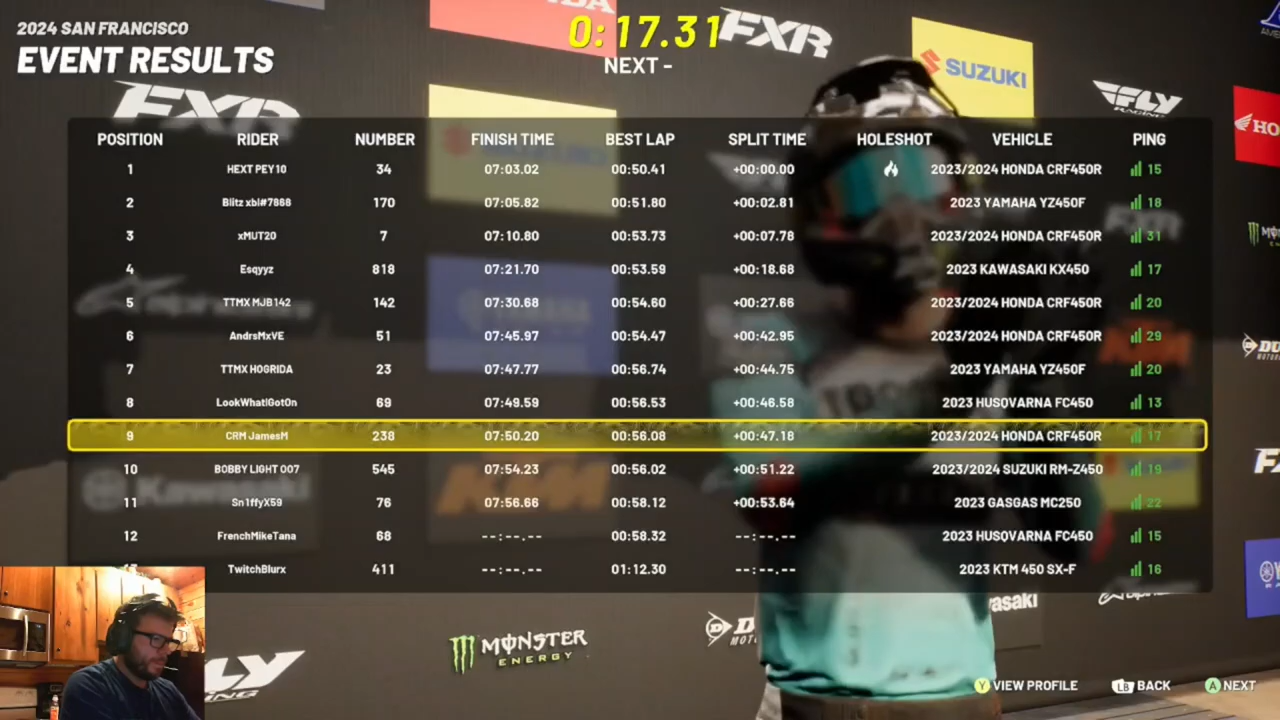 2024 SAN FRANCISCO
EVENT RESULTS
0:17.31
NEXT -
FXR
SUZUKI
FLY
RACING
FXR
POSITION RIDER NUMBER FINISH TIME BEST LAP SPLIT TIME HOLESHOT VEHICLE PING
1 HEXT PEY10 34 07:03.02 00:50.41 +00:00.00 2023/2024 HONDA CRF450R 15
2 Blitz xbl#7866 170 07:05.82 00:51.80 +00:02.81 2023 YAMAHA YZ450F 18
3 xMUT20 7 07:10.80 00:53.73 +00:07.78 2023/2024 HONDA CRF450R 31
4 Esqyyz 818 07:21.70 00:53.59 +00:18.68 2023 KAWASAKI KX450 17
5 TTMX MJB142 142 07:30.68 00:54.60 +00:27.66 2023/2024 HONDA CRF450R 20
6 AndrsMxVE 51 07:45.97 00:54.47 +00:42.95 2023/2024 HONDA CRF450R 29
7 TTMX HOGRIDA 23 07:47.77 00:56.74 +00:44.75 2023 YAMAHA YZ450F 20
8 LookWhatIGotOn 69 07:49.59 00:56.53 +00:46.58 2023 HUSQVARNA FC450 13
9 CRM JamesM 238 07:50.20 00:56.08 +00:47.18 2023/2024 HONDA CRF450R 17
10 BOBBY LIGHT 007 545 07:54.23 00:56.02 +00:51.22 2023/2024 SUZUKI RM-Z450 19
11 Sn1ffyX59 76 07:56.66 00:58.12 +00:53.64 2023 GASGAS MC250 22
12 FrenchMikeTana 68 --:--.-- 00:58.32 --:--.-- 2023 HUSQVARNA FC450 15
TwitchBlurx 411 --:--.-- 01:12.30 --:--.-- 2023 KTM 450 SX-F 16
Kawasaki
KTM
MONSTER
ENERGY
VIEW PROFILE LB BACK A NEXT